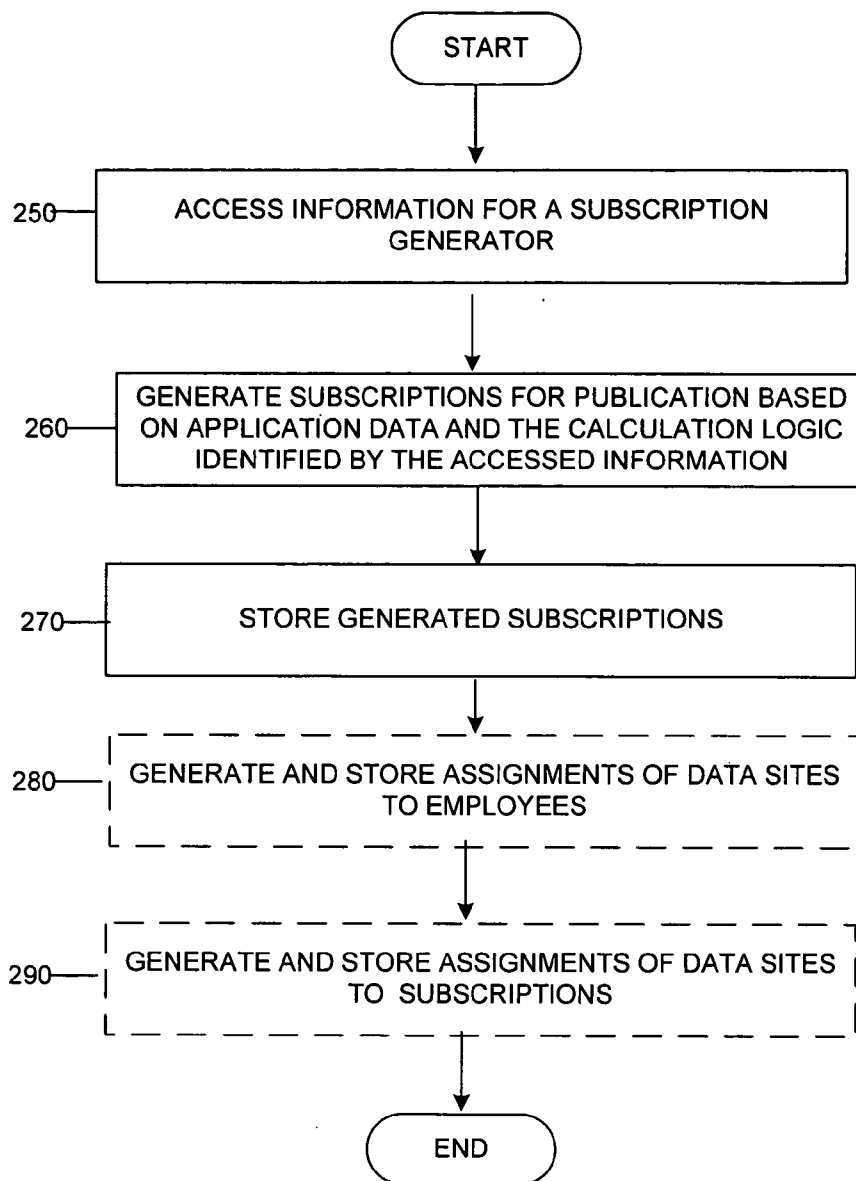 START
250
ACCESS INFORMATION FOR A SUBSCRIPTION
GENERATOR
260
GENERATE SUBSCRIPTIONS FOR PUBLICATION BASED
ON APPLICATION DATA AND THE CALCULATION LOGIC
IDENTIFIED BY THE ACCESSED INFORMATION
270
STORE GENERATED SUBSCRIPTIONS
280
GENERATE AND STORE ASSIGNMENTS OF DATA SITES
TO EMPLOYEES
290
GENERATE AND STORE ASSIGNMENTS OF DATA SITES
TO SUBSCRIPTIONS
END